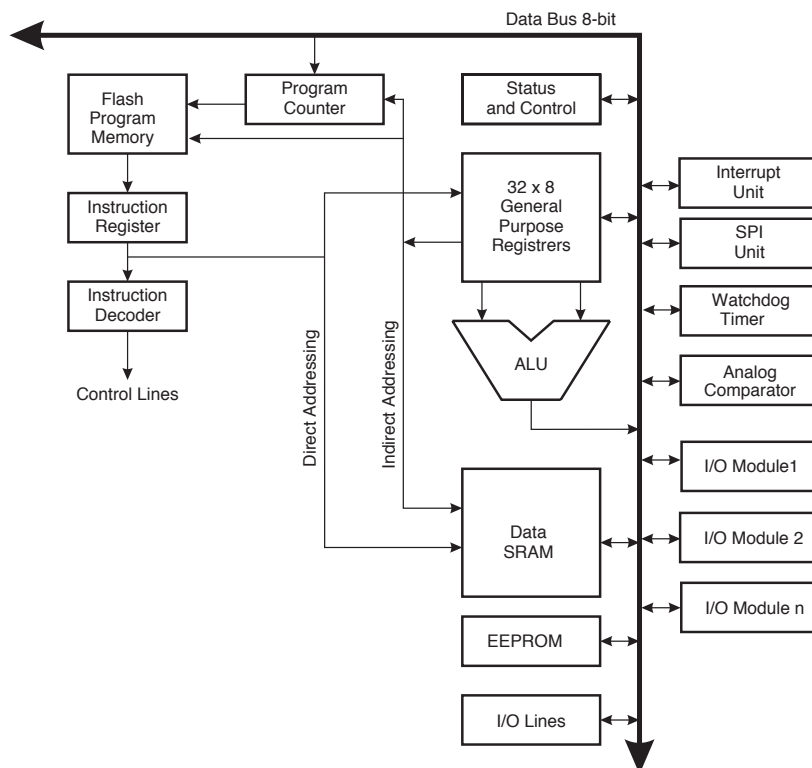 Data Bus 8-bit
Flash
Program
Memory
Program
Counter
Status
and Control
Instruction
Register
32 x 8
General
Purpose
Registrers
Interrupt
Unit
SPI
Unit
Instruction
Decoder
Watchdog
Timer
Control Lines
Direct Addressing
Indirect Addressing
ALU
Analog
Comparator
I/O Module1
Data
SRAM
I/O Module 2
I/O Module n
EEPROM
I/O Lines